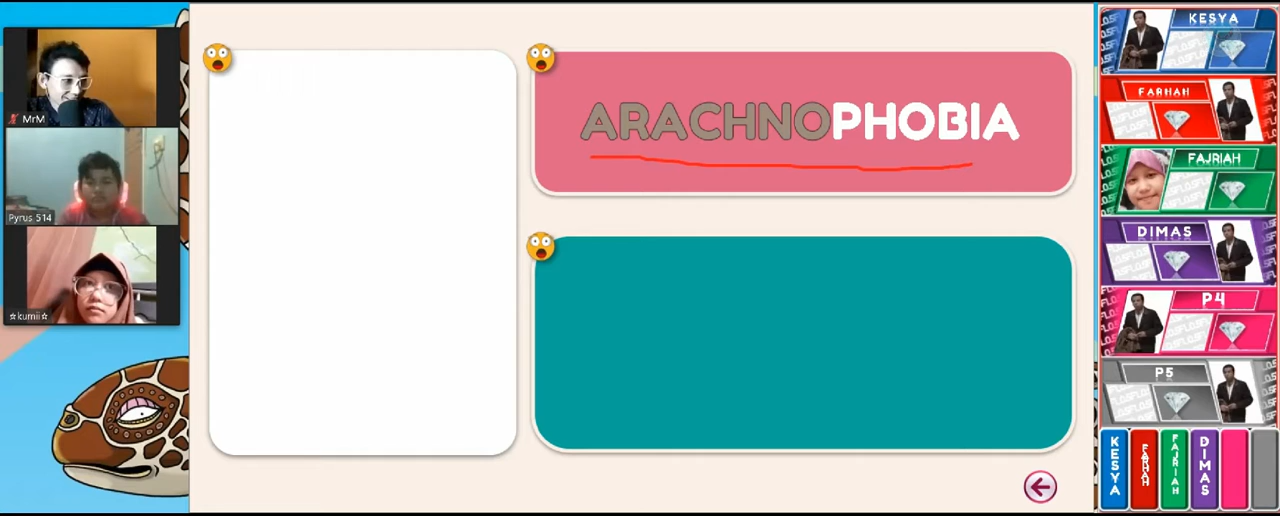 MrM
Pyrus 514
☆kumii☆
ARACHNOPHOBIA
KESYA
FARHAH
FAJRIAH
DIMAS
P4
P5
KESYA
FARHAH
FAJRIAH
DIMAS